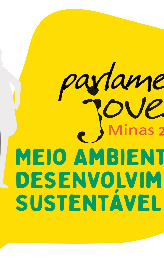 parlame
jove
Minas 2
MEIO AMBIENT
DESENVOLVIM
SUSTENTÁVEL